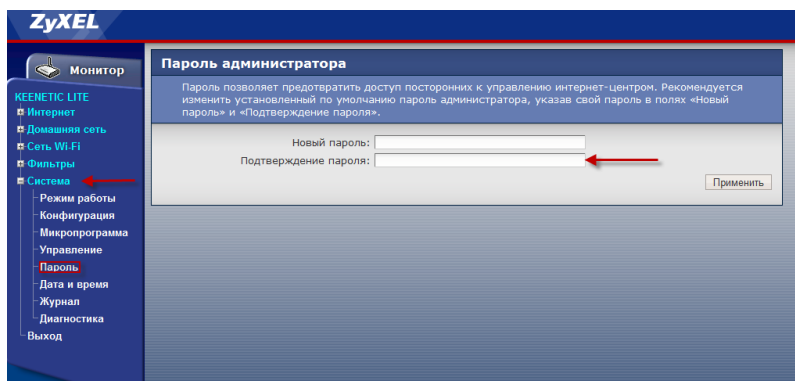 ZyXEL
Монитор
KEENETIC LITE
Интернет
Домашняя сеть
Сеть Wi-Fi
Фильтры
Система
Режим работы
Конфигурация
Микропрограмма
Управление
Пароль
Дата и время
Журнал
Диагностика
Выход
Пароль администратора
Пароль позволяет предотвратить доступ посторонних к управлению интернет-центром. Рекомендуется
изменить установленный по умолчанию пароль администратора, указав свой пароль в полях «Новый
пароль» и «Подтверждение пароля».
Новый пароль:
Подтверждение пароля:
Применить